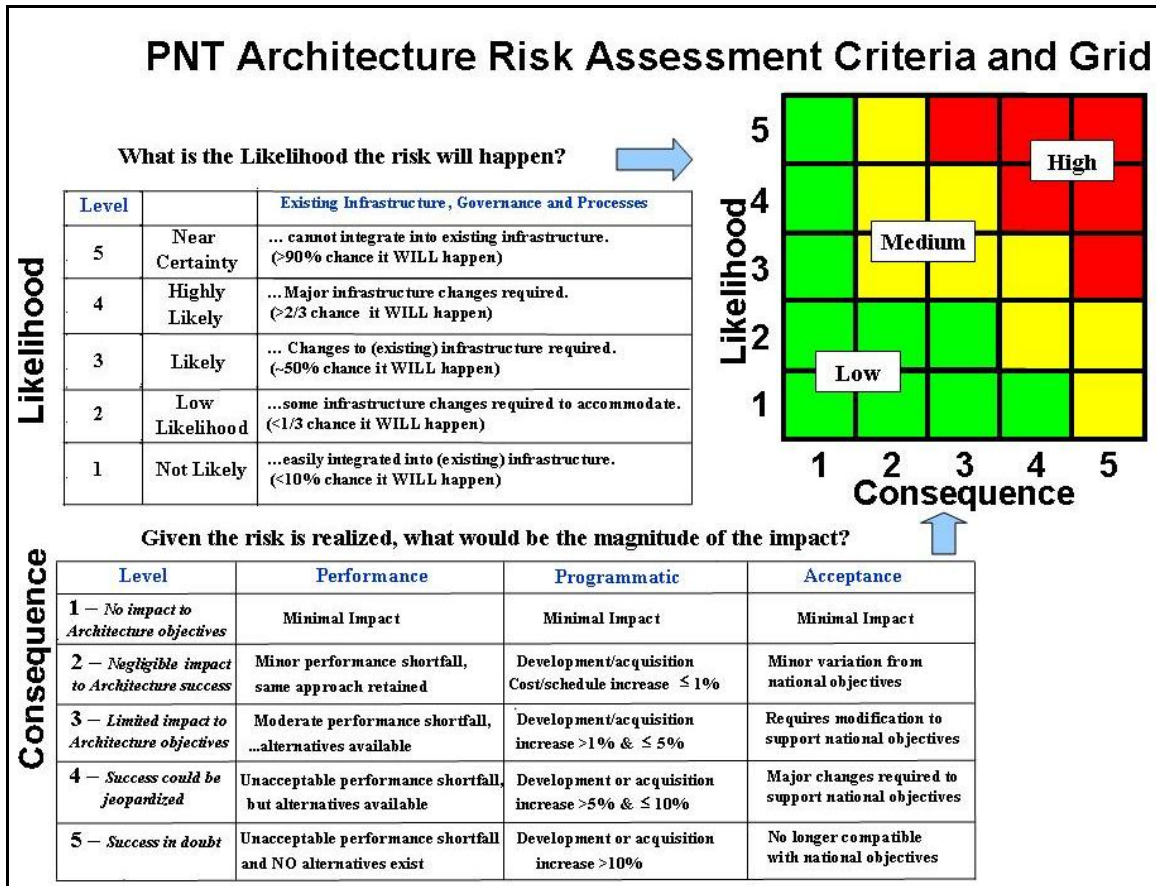 PNT Architecture Risk Assessment Criteria and Grid
What is the Likelihood the risk will happen?
Likelihood
Level
Existing Infrastructure, Governance and Processes
5
Near
Certainty
... cannot integrate into existing infrastructure.
(>90% chance it WILL happen)
4
Highly
Likely
...Major infrastructure changes required.
(>2/3 chance it WILL happen)
3
Likely
... Changes to (existing) infrastructure required.
(~50% chance it WILL happen)
2
Low
Likelihood
...some infrastructure changes required to accommodate.
(<1/3 chance it WILL happen)
1
Not Likely
...easily integrated into (existing) infrastructure.
(<10% chance it WILL happen)
Likelihood
5
4
3
2
1
High
Medium
Low
1 2 3 4 5
Consequence
Given the risk is realized, what would be the magnitude of the impact?
Consequence
Level
Performance
Programmatic
Acceptance
1 – No impact to
Architecture objectives
Minimal Impact
Minimal Impact
Minimal Impact
2 – Negligible impact
to Architecture success
Minor performance shortfall,
same approach retained
Development/acquisition
Cost/schedule increase ≤ 1%
Minor variation from
national objectives
3 – Limited impact to
Architecture objectives
Moderate performance shortfall,
...alternatives available
Development/acquisition
increase >1% & ≤ 5%
Requires modification to
support national objectives
4 – Success could be
jeopardized
Unacceptable performance shortfall,
but alternatives available
Development or acquisition
increase >5% & ≤ 10%
Major changes required to
support national objectives
5 – Success in doubt
Unacceptable performance shortfall
and NO alternatives exist
Development or acquisition
increase >10%
No longer compatible
with national objectives